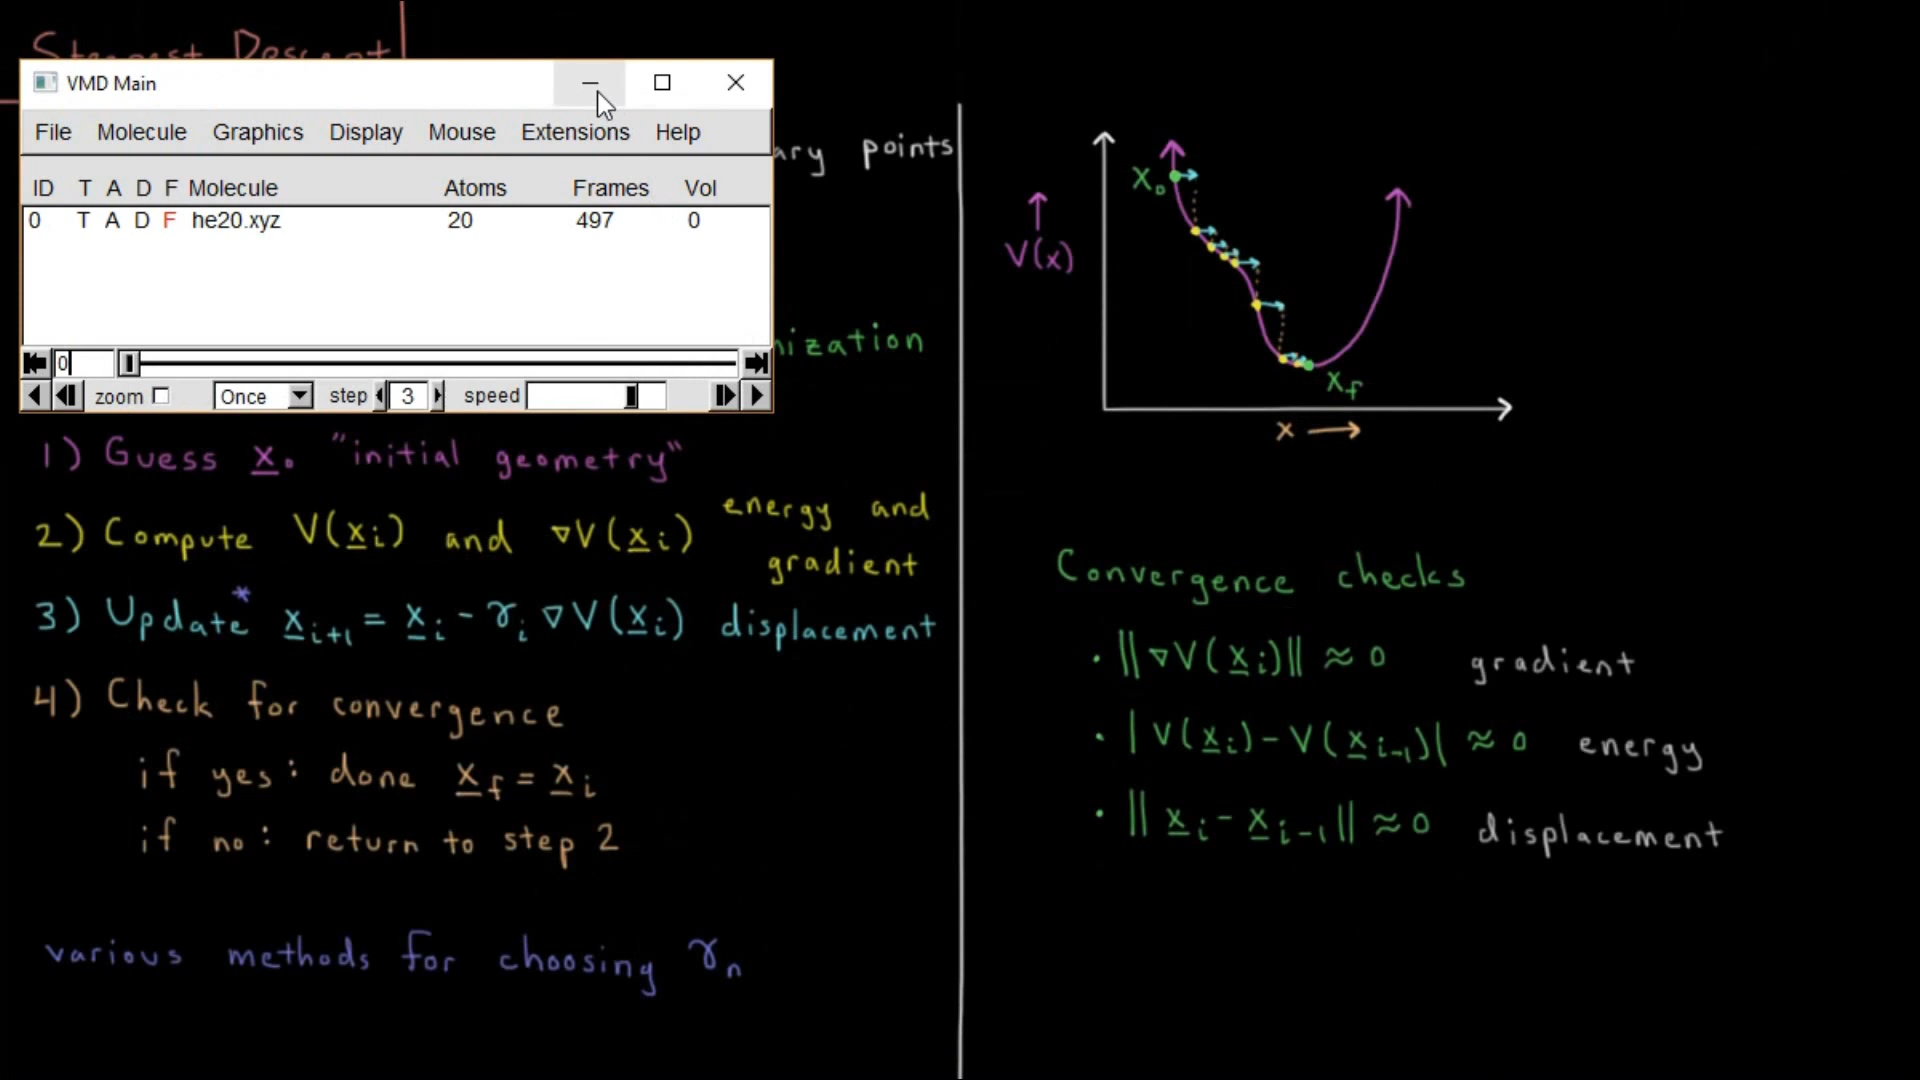 Steepest Descent
VMD Main
File Molecule Graphics Display Mouse Extensions Help
ID T A D F Molecule Atoms Frames Vol
0 T A D F he20.xyz 20 497 0
0
zoom Once step 3 speed
points
1) Guess x₀ "initial geometry"
2) Compute V(xᵢ) and ∇V(xᵢ) energy and gradient
3) Update* xᵢ₊₁ = xᵢ - γᵢ ∇V(xᵢ) displacement
4) Check for convergence
if yes: done x_f = xᵢ
if no: return to step 2
various methods for choosing γₙ
V(x)
x₀
x_f
x
Convergence checks
• ||∇V(xᵢ)|| ≈ 0 gradient
• |V(xᵢ) - V(xᵢ₋₁)| ≈ 0 energy
• ||xᵢ - xᵢ₋₁|| ≈ 0 displacement